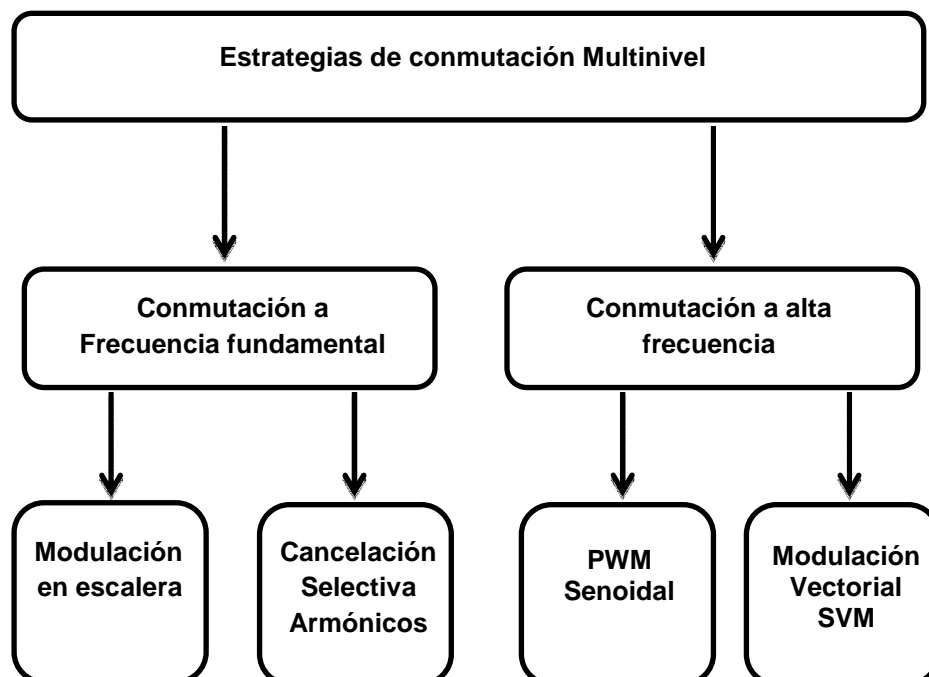 Estrategias de conmutación Multinivel
Conmutación a
Frecuencia fundamental
Conmutación a alta
frecuencia
Modulación
en escalera
Cancelación
Selectiva
Armónicos
PWM
Senoidal
Modulación
Vectorial
SVM